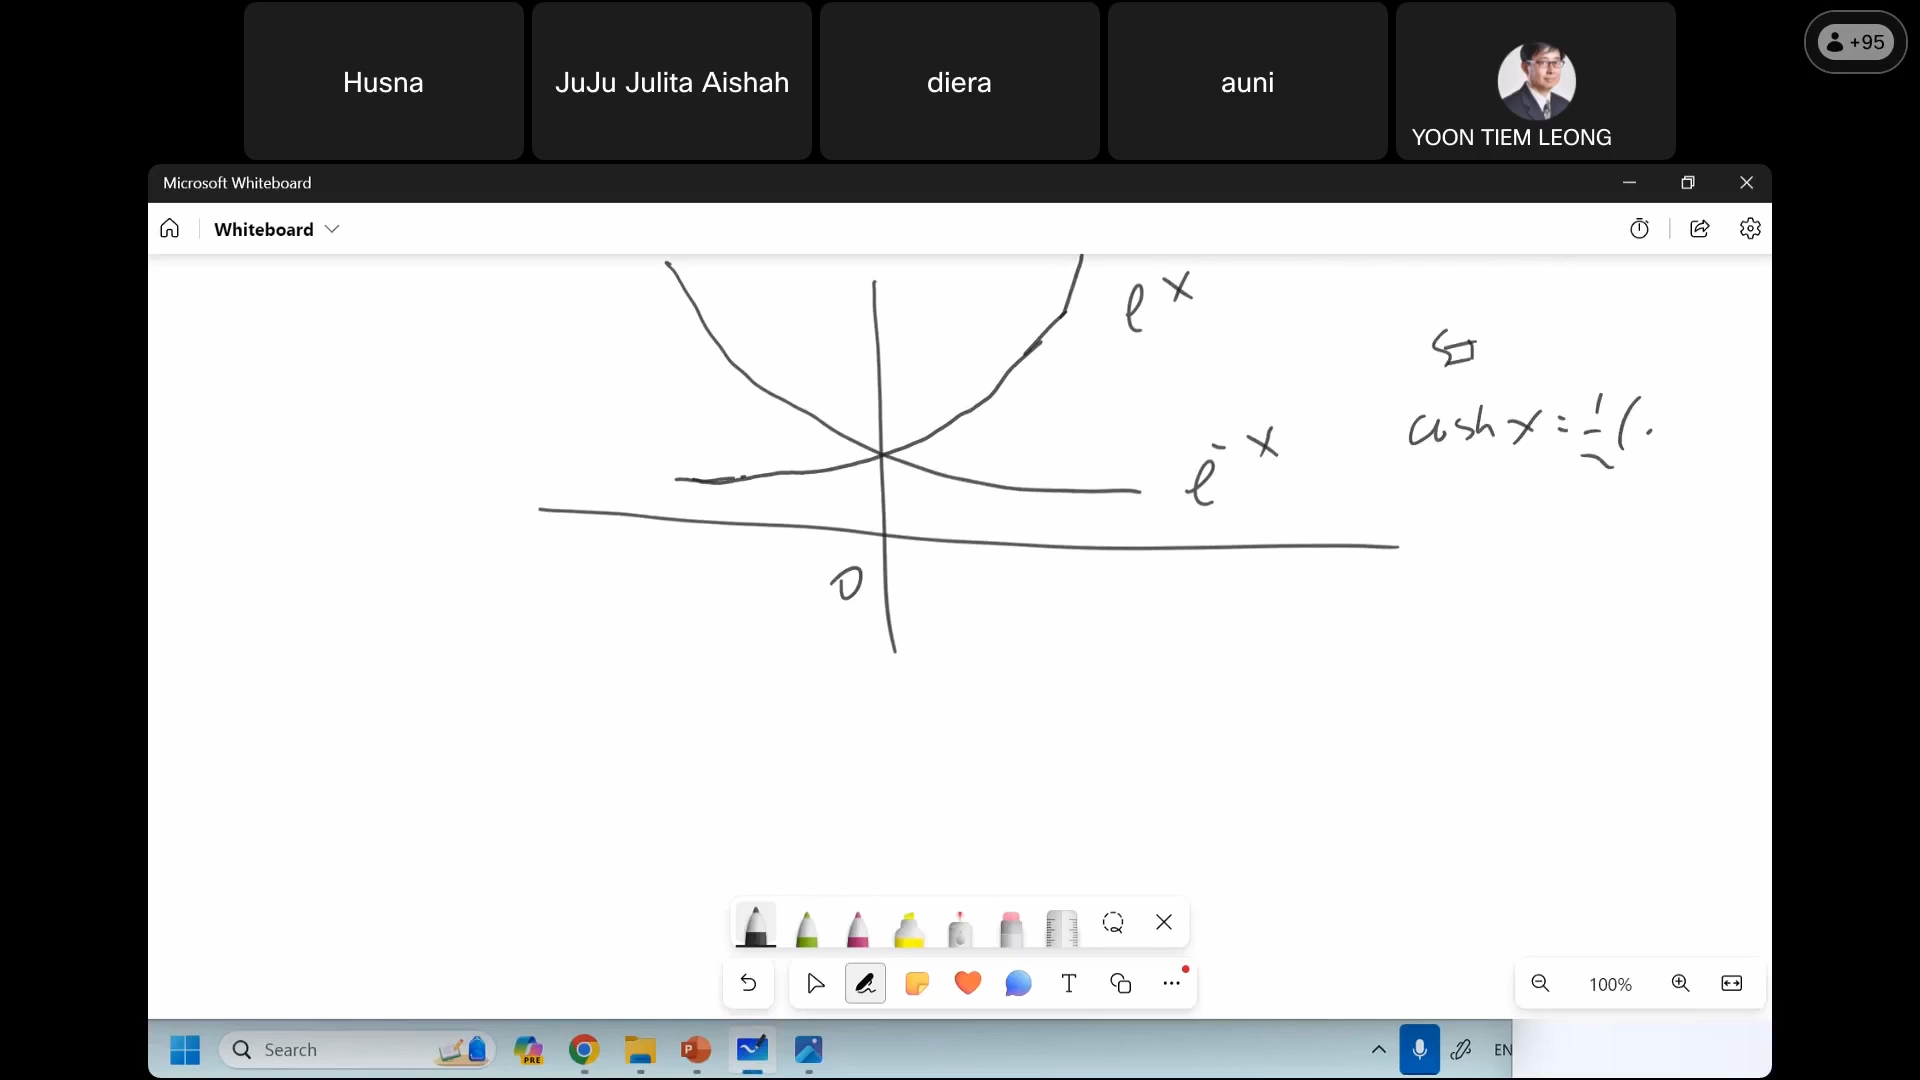 Husna
JuJu Julita Aishah
diera
auni
YOON TIEM LEONG
+95
Microsoft Whiteboard
Whiteboard
e^x
cosh x = 1/2 (.
e^-x
0
100%
Search
PRE
EN